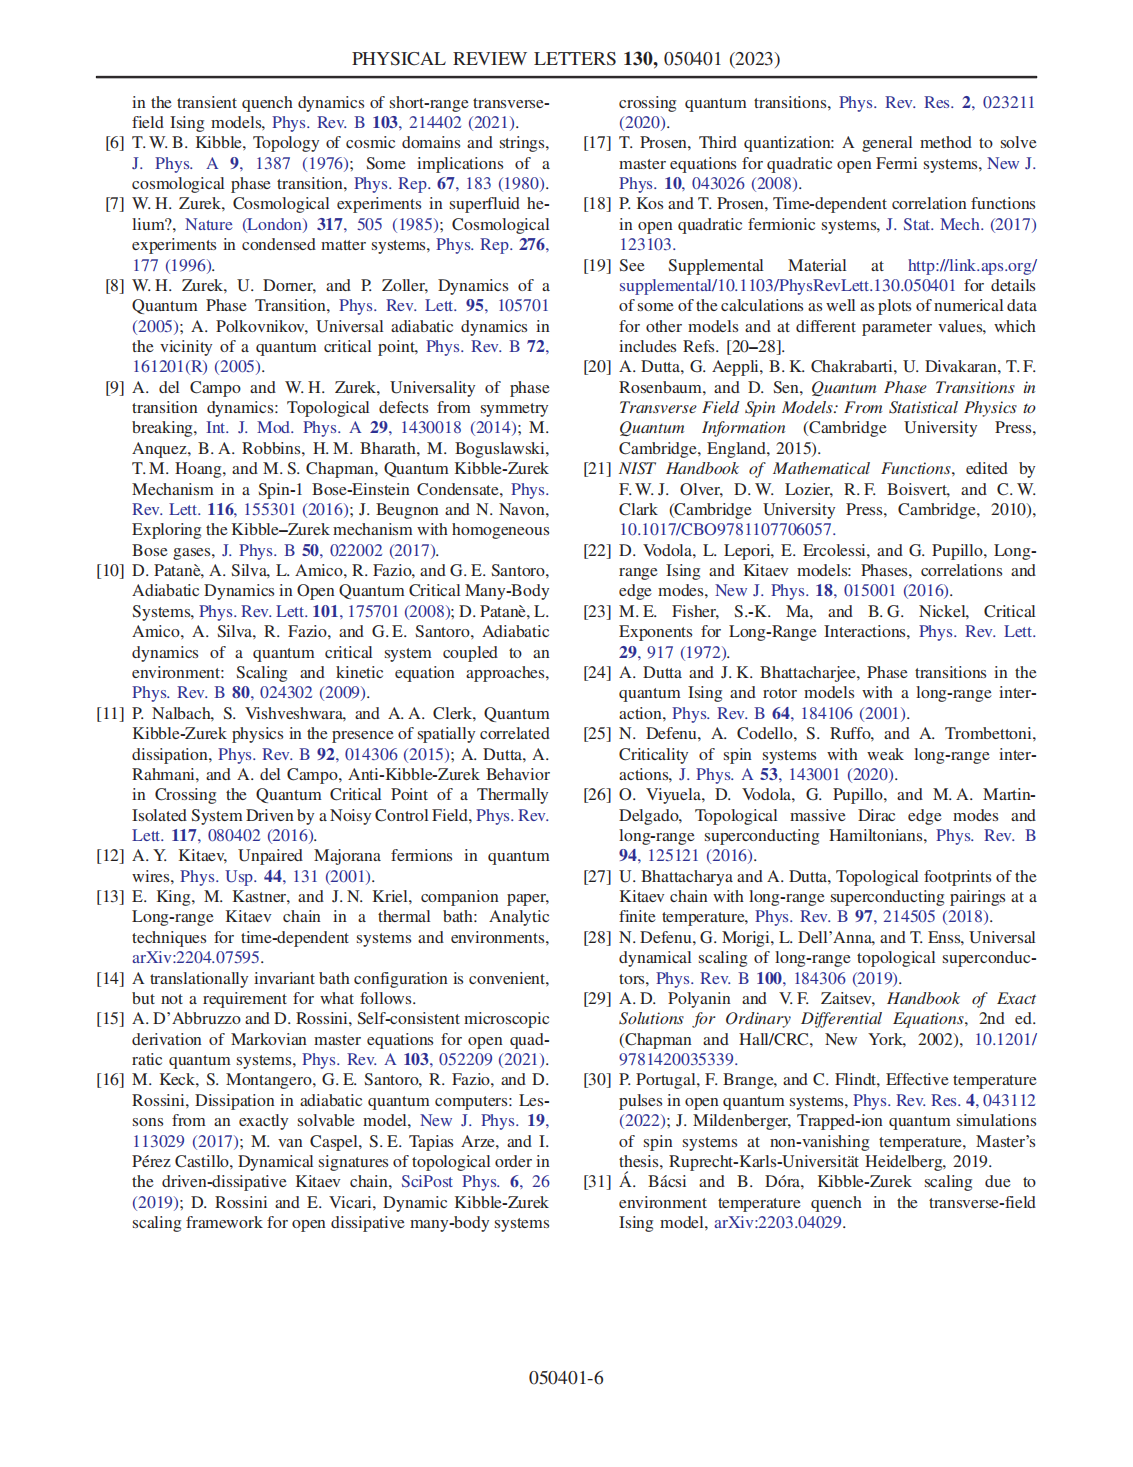 PHYSICAL REVIEW LETTERS 130, 050401 (2023)
in the transient quench dynamics of short-range transverse-
field Ising models, Phys. Rev. B 103, 214402 (2021).
[6] T. W. B. Kibble, Topology of cosmic domains and strings,
J. Phys. A 9, 1387 (1976); Some implications of a
cosmological phase transition, Phys. Rep. 67, 183 (1980).
[7] W. H. Zurek, Cosmological experiments in superfluid he-
lium?, Nature (London) 317, 505 (1985); Cosmological
experiments in condensed matter systems, Phys. Rep. 276,
177 (1996).
[8] W. H. Zurek, U. Dorner, and P. Zoller, Dynamics of a
Quantum Phase Transition, Phys. Rev. Lett. 95, 105701
(2005); A. Polkovnikov, Universal adiabatic dynamics in
the vicinity of a quantum critical point, Phys. Rev. B 72,
161201(R) (2005).
[9] A. del Campo and W. H. Zurek, Universality of phase
transition dynamics: Topological defects from symmetry
breaking, Int. J. Mod. Phys. A 29, 1430018 (2014); M.
Anquez, B. A. Robbins, H. M. Bharath, M. Boguslawski,
T. M. Hoang, and M. S. Chapman, Quantum Kibble-Zurek
Mechanism in a Spin-1 Bose-Einstein Condensate, Phys.
Rev. Lett. 116, 155301 (2016); J. Beugnon and N. Navon,
Exploring the Kibble–Zurek mechanism with homogeneous
Bose gases, J. Phys. B 50, 022002 (2017).
[10] D. Patanè, A. Silva, L. Amico, R. Fazio, and G. E. Santoro,
Adiabatic Dynamics in Open Quantum Critical Many-Body
Systems, Phys. Rev. Lett. 101, 175701 (2008); D. Patanè, L.
Amico, A. Silva, R. Fazio, and G. E. Santoro, Adiabatic
dynamics of a quantum critical system coupled to an
environment: Scaling and kinetic equation approaches,
Phys. Rev. B 80, 024302 (2009).
[11] P. Nalbach, S. Vishveshwara, and A. A. Clerk, Quantum
Kibble-Zurek physics in the presence of spatially correlated
dissipation, Phys. Rev. B 92, 014306 (2015); A. Dutta, A.
Rahmani, and A. del Campo, Anti-Kibble-Zurek Behavior
in Crossing the Quantum Critical Point of a Thermally
Isolated System Driven by a Noisy Control Field, Phys. Rev.
Lett. 117, 080402 (2016).
[12] A. Y. Kitaev, Unpaired Majorana fermions in quantum
wires, Phys. Usp. 44, 131 (2001).
[13] E. King, M. Kastner, and J. N. Kriel, companion paper,
Long-range Kitaev chain in a thermal bath: Analytic
techniques for time-dependent systems and environments,
arXiv:2204.07595.
[14] A translationally invariant bath configuration is convenient,
but not a requirement for what follows.
[15] A. D'Abbruzzo and D. Rossini, Self-consistent microscopic
derivation of Markovian master equations for open quad-
ratic quantum systems, Phys. Rev. A 103, 052209 (2021).
[16] M. Keck, S. Montangero, G. E. Santoro, R. Fazio, and D.
Rossini, Dissipation in adiabatic quantum computers: Les-
sons from an exactly solvable model, New J. Phys. 19,
113029 (2017); M. van Caspel, S. E. Tapias Arze, and I.
Pérez Castillo, Dynamical signatures of topological order in
the driven-dissipative Kitaev chain, SciPost Phys. 6, 26
(2019); D. Rossini and E. Vicari, Dynamic Kibble-Zurek
scaling framework for open dissipative many-body systems
crossing quantum transitions, Phys. Rev. Res. 2, 023211
(2020).
[17] T. Prosen, Third quantization: A general method to solve
master equations for quadratic open Fermi systems, New J.
Phys. 10, 043026 (2008).
[18] P. Kos and T. Prosen, Time-dependent correlation functions
in open quadratic fermionic systems, J. Stat. Mech. (2017)
123103.
[19] See Supplemental Material at http://link.aps.org/
supplemental/10.1103/PhysRevLett.130.050401 for details
of some of the calculations as well as plots of numerical data
for other models and at different parameter values, which
includes Refs. [20–28].
[20] A. Dutta, G. Aeppli, B. K. Chakrabarti, U. Divakaran, T. F.
Rosenbaum, and D. Sen, Quantum Phase Transitions in
Transverse Field Spin Models: From Statistical Physics to
Quantum Information (Cambridge University Press,
Cambridge, England, 2015).
[21] NIST Handbook of Mathematical Functions, edited by
F. W. J. Olver, D. W. Lozier, R. F. Boisvert, and C. W.
Clark (Cambridge University Press, Cambridge, 2010),
10.1017/CBO9781107706057.
[22] D. Vodola, L. Lepori, E. Ercolessi, and G. Pupillo, Long-
range Ising and Kitaev models: Phases, correlations and
edge modes, New J. Phys. 18, 015001 (2016).
[23] M. E. Fisher, S.-K. Ma, and B. G. Nickel, Critical
Exponents for Long-Range Interactions, Phys. Rev. Lett.
29, 917 (1972).
[24] A. Dutta and J. K. Bhattacharjee, Phase transitions in the
quantum Ising and rotor models with a long-range inter-
action, Phys. Rev. B 64, 184106 (2001).
[25] N. Defenu, A. Codello, S. Ruffo, and A. Trombettoni,
Criticality of spin systems with weak long-range inter-
actions, J. Phys. A 53, 143001 (2020).
[26] O. Viyuela, D. Vodola, G. Pupillo, and M. A. Martin-
Delgado, Topological massive Dirac edge modes and
long-range superconducting Hamiltonians, Phys. Rev. B
94, 125121 (2016).
[27] U. Bhattacharya and A. Dutta, Topological footprints of the
Kitaev chain with long-range superconducting pairings at a
finite temperature, Phys. Rev. B 97, 214505 (2018).
[28] N. Defenu, G. Morigi, L. Dell'Anna, and T. Enss, Universal
dynamical scaling of long-range topological superconduc-
tors, Phys. Rev. B 100, 184306 (2019).
[29] A. D. Polyanin and V. F. Zaitsev, Handbook of Exact
Solutions for Ordinary Differential Equations, 2nd ed.
(Chapman and Hall/CRC, New York, 2002), 10.1201/
9781420035339.
[30] P. Portugal, F. Brange, and C. Flindt, Effective temperature
pulses in open quantum systems, Phys. Rev. Res. 4, 043112
(2022); J. Mildenberger, Trapped-ion quantum simulations
of spin systems at non-vanishing temperature, Master's
thesis, Ruprecht-Karls-Universität Heidelberg, 2019.
[31] Á. Bácsi and B. Dóra, Kibble-Zurek scaling due to
environment temperature quench in the transverse-field
Ising model, arXiv:2203.04029.
050401-6